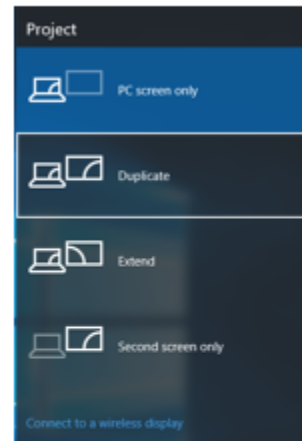 Project
PC screen only
Duplicate
Extend
Second screen only
Connect to a wireless display